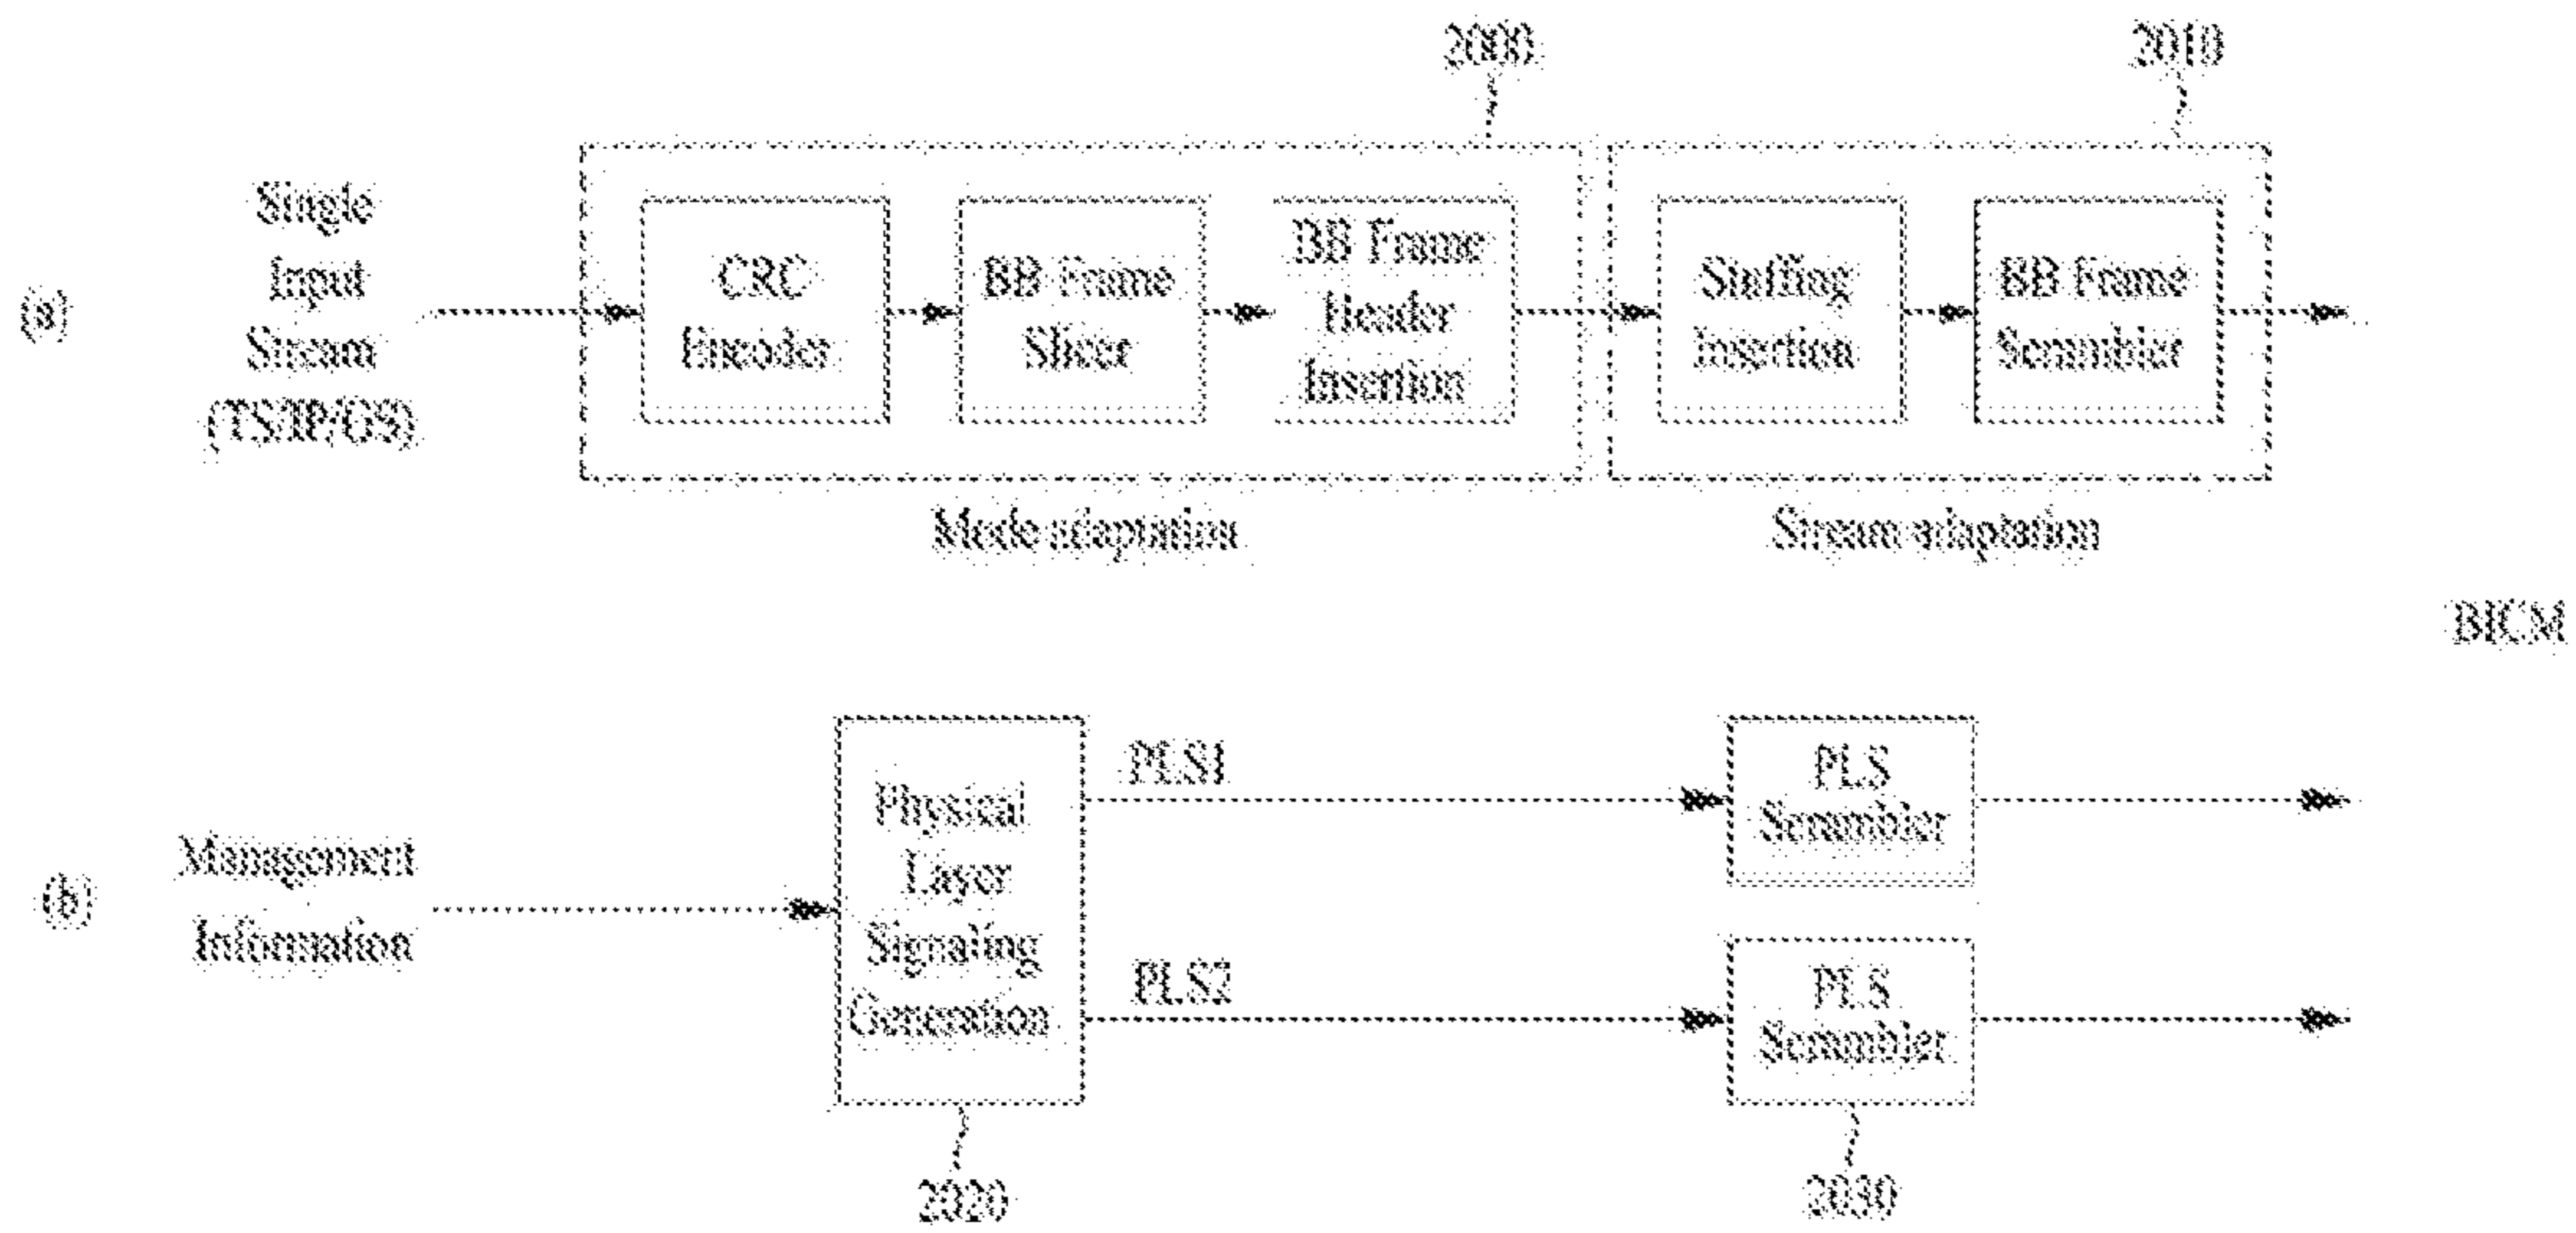 2000
2010
(a)
Single
Input
Stream
(TS/IP/GS)
CRC
Encoder
BB Frame
Slicer
BB Frame
Header
Insertion
Stuffing
Insertion
BB Frame
Scrambler
Mode adaptation
Stream adaptation
BICM
(b)
Management
Information
Physical
Layer
Signaling
Generation
PLS1
PLS2
PLS
Scrambler
PLS
Scrambler
2020
2030